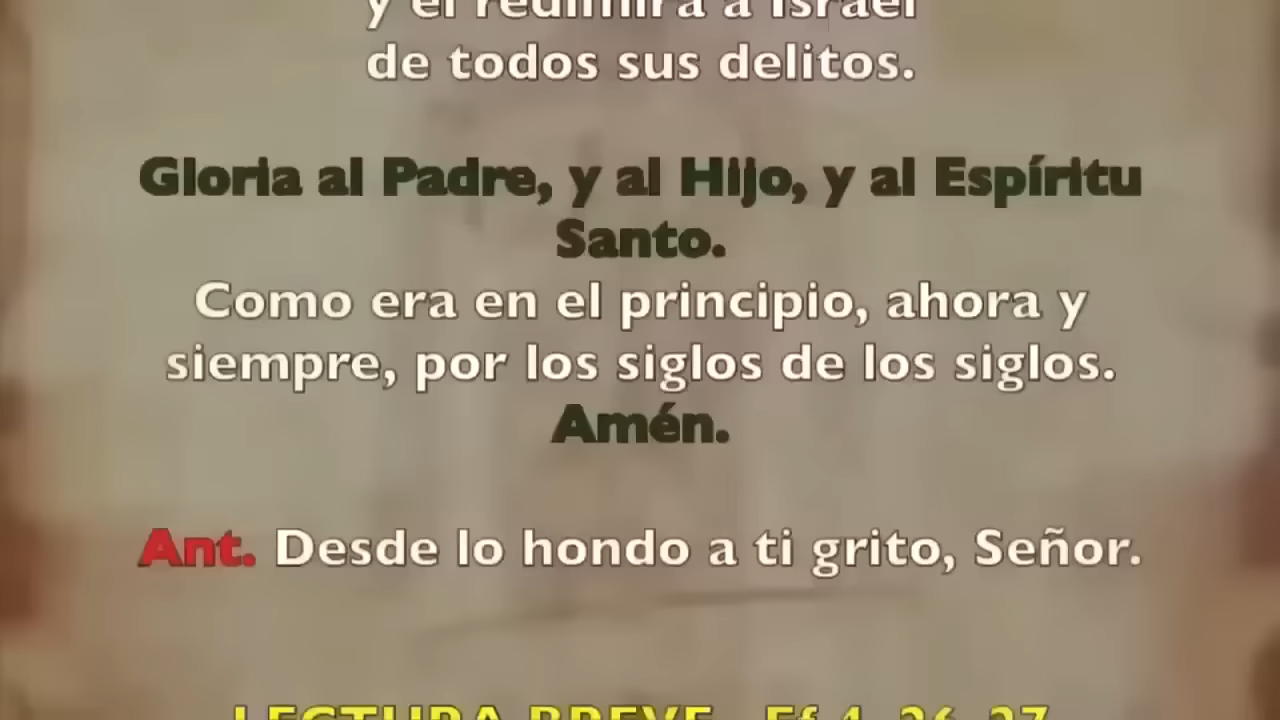 y él redimirá a Israel
de todos sus delitos.
Gloria al Padre, y al Hijo, y al Espíritu
Santo.
Como era en el principio, ahora y
siempre, por los siglos de los siglos.
Amén.
Ant. Desde lo hondo a ti grito, Señor.
LECTURA BREVE Ef 4, 26-27